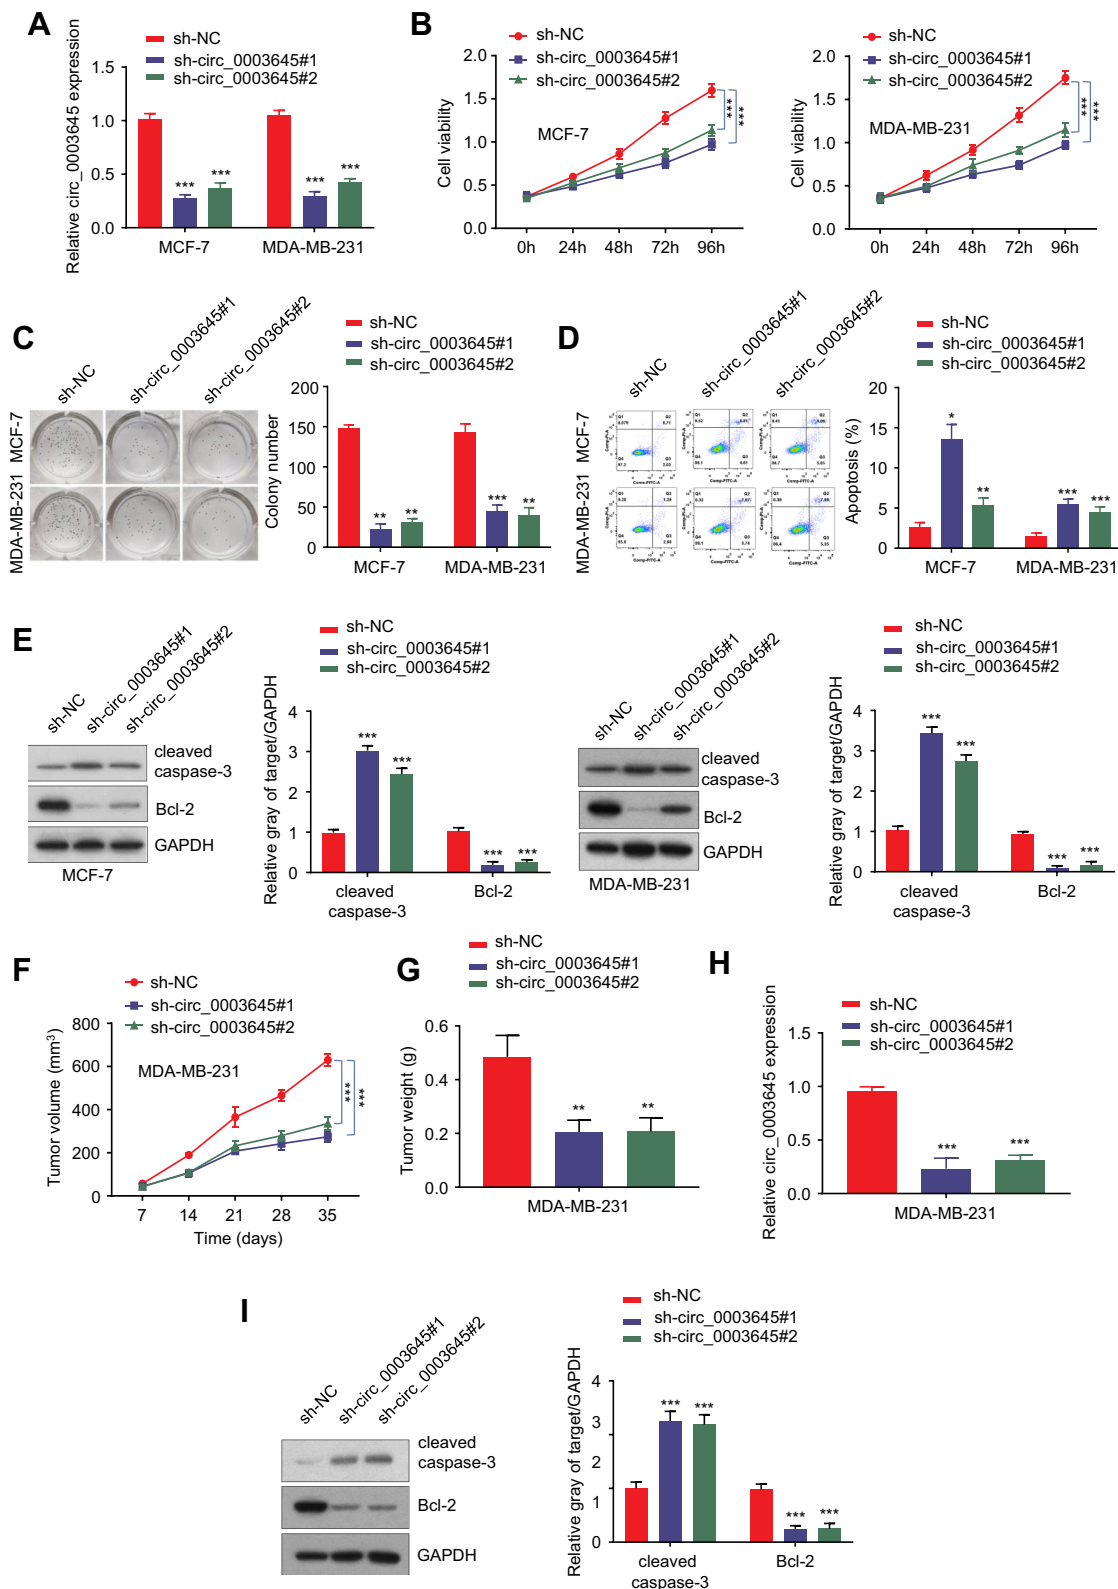 A
sh-NC
sh-circ_0003645#1
sh-circ_0003645#2
Relative circ_0003645 expression
1.5
1.0
0.5
0.0
*** ***
*** ***
MCF-7 MDA-MB-231
B
sh-NC
sh-circ_0003645#1
sh-circ_0003645#2
Cell viability
2.0
1.5
1.0
0.5
0.0
MCF-7
***
***
0h 24h 48h 72h 96h
sh-NC
sh-circ_0003645#1
sh-circ_0003645#2
Cell viability
2.0
1.5
1.0
0.5
0.0
MDA-MB-231
***
***
0h 24h 48h 72h 96h
C
sh-NC
sh-circ_0003645#1
sh-circ_0003645#2
MDA-MB-231 MCF-7
sh-NC
sh-circ_0003645#1
sh-circ_0003645#2
Colony number
200
150
100
50
0
** **
*** **
MCF-7 MDA-MB-231
D
sh-NC
sh-circ_0003645#1
sh-circ_0003645#2
MDA-MB-231 MCF-7
sh-NC
sh-circ_0003645#1
sh-circ_0003645#2
Apoptosis (%)
20
15
10
5
0
* **
*** ***
MCF-7 MDA-MB-231
E
sh-NC
sh-circ_0003645#1
sh-circ_0003645#2
cleaved
caspase-3
Bcl-2
GAPDH
MCF-7
sh-NC
sh-circ_0003645#1
sh-circ_0003645#2
Relative gray of target/GAPDH
4
3
2
1
0
*** ***
*** ***
cleaved
caspase-3
Bcl-2
sh-NC
sh-circ_0003645#1
sh-circ_0003645#2
cleaved
caspase-3
Bcl-2
GAPDH
MDA-MB-231
sh-NC
sh-circ_0003645#1
sh-circ_0003645#2
Relative gray of target/GAPDH
4
3
2
1
0
*** ***
*** ***
cleaved
caspase-3
Bcl-2
F
sh-NC
sh-circ_0003645#1
sh-circ_0003645#2
Tumor volume (mm3)
800
600
400
200
0
MDA-MB-231
***
***
7 14 21 28 35
Time (days)
G
sh-NC
sh-circ_0003645#1
sh-circ_0003645#2
Tumor weight (g)
0.6
0.4
0.2
0.0
** **
MDA-MB-231
H
sh-NC
sh-circ_0003645#1
sh-circ_0003645#2
Relative circ_0003645 expression
1.5
1.0
0.5
0.0
*** ***
MDA-MB-231
I
sh-NC
sh-circ_0003645#1
sh-circ_0003645#2
cleaved
caspase-3
Bcl-2
GAPDH
sh-NC
sh-circ_0003645#1
sh-circ_0003645#2
Relative gray of target/GAPDH
4
3
1
0
*** ***
*** ***
cleaved
caspase-3
Bcl-2